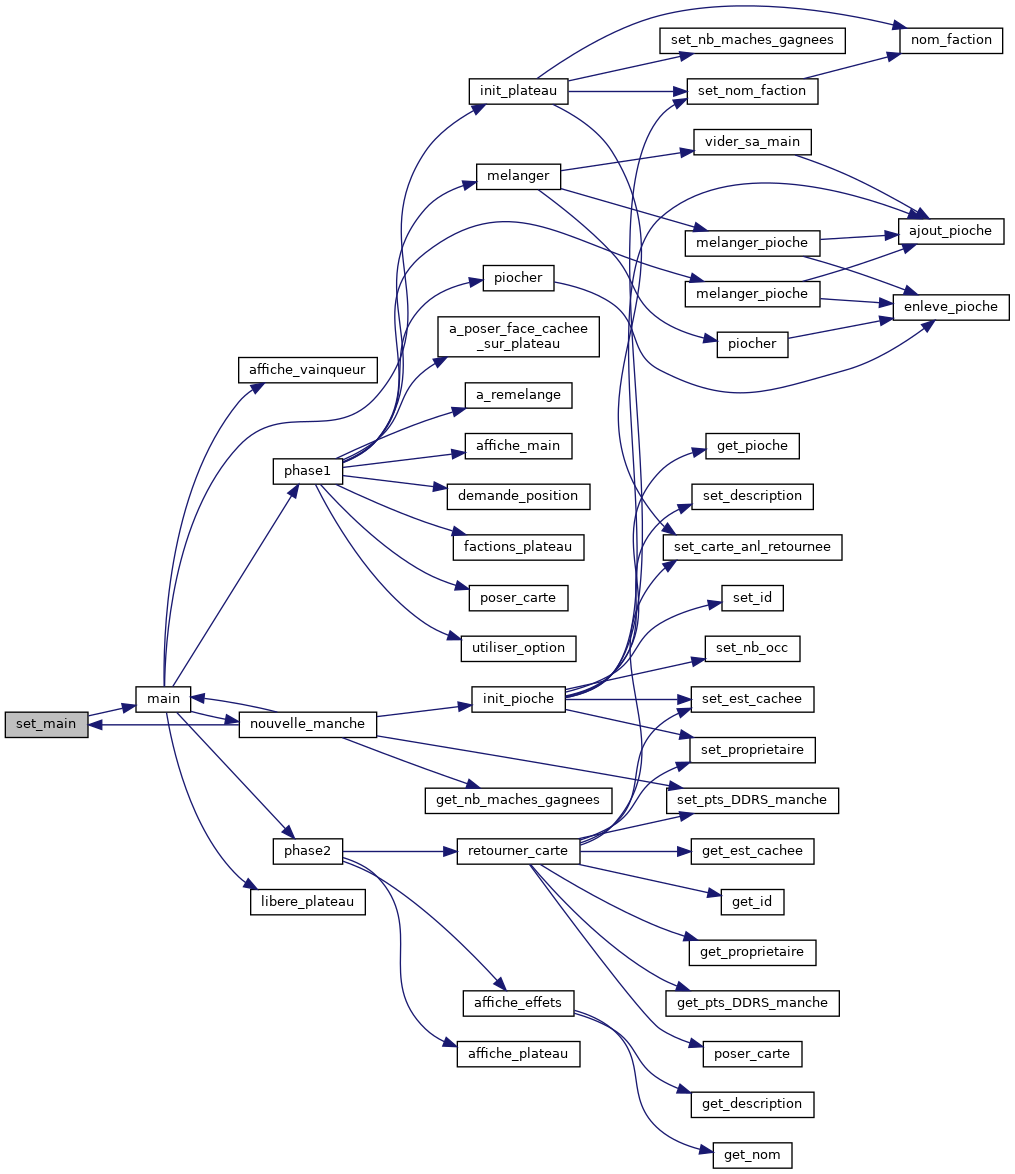 set_main
main
affiche_vainqueur
phase1
nouvelle_manche
phase2
libere_plateau
init_plateau
melanger
piocher
a_poser_face_cachee
_sur_plateau
a_remelange
affiche_main
demande_position
factions_plateau
poser_carte
utiliser_option
init_pioche
get_nb_maches_gagnees
retourner_carte
affiche_effets
affiche_plateau
set_nb_maches_gagnees
set_nom_faction
vider_sa_main
melanger_pioche
melanger_pioche
piocher
get_pioche
set_description
set_carte_anl_retournee
set_id
set_nb_occ
set_est_cachee
set_proprietaire
set_pts_DDRS_manche
get_est_cachee
get_id
get_proprietaire
get_pts_DDRS_manche
poser_carte
get_description
get_nom
nom_faction
ajout_pioche
enleve_pioche